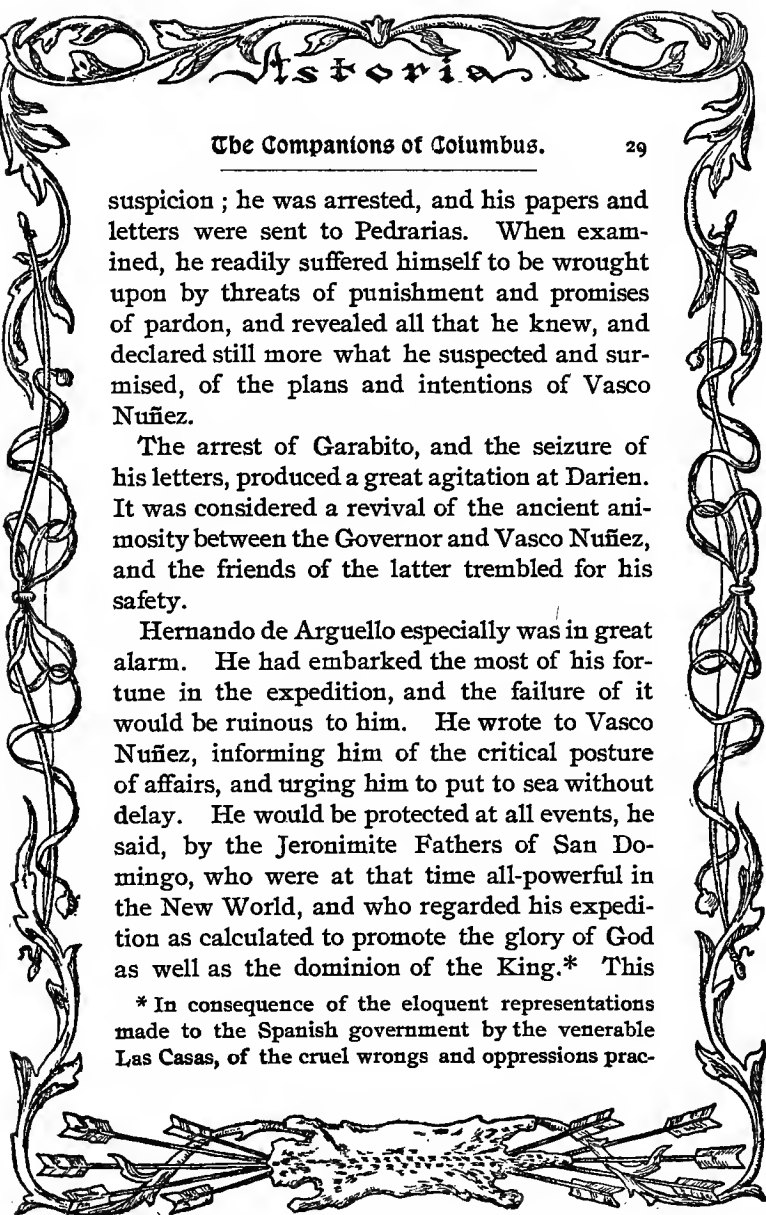 Astoria
The Companions of Columbus. 29
suspicion ; he was arrested, and his papers and
letters were sent to Pedrarias. When exam-
ined, he readily suffered himself to be wrought
upon by threats of punishment and promises
of pardon, and revealed all that he knew, and
declared still more what he suspected and sur-
mised, of the plans and intentions of Vasco
Nuñez.
The arrest of Garabito, and the seizure of
his letters, produced a great agitation at Darien.
It was considered a revival of the ancient ani-
mosity between the Governor and Vasco Nuñez,
and the friends of the latter trembled for his
safety.
Hernando de Arguello especially was in great
alarm. He had embarked the most of his for-
tune in the expedition, and the failure of it
would be ruinous to him. He wrote to Vasco
Nuñez, informing him of the critical posture
of affairs, and urging him to put to sea without
delay. He would be protected at all events, he
said, by the Jeronimite Fathers of San Do-
mingo, who were at that time all-powerful in
the New World, and who regarded his expedi-
tion as calculated to promote the glory of God
as well as the dominion of the King.* This
* In consequence of the eloquent representations
made to the Spanish government by the venerable
Las Casas, of the cruel wrongs and oppressions prac-